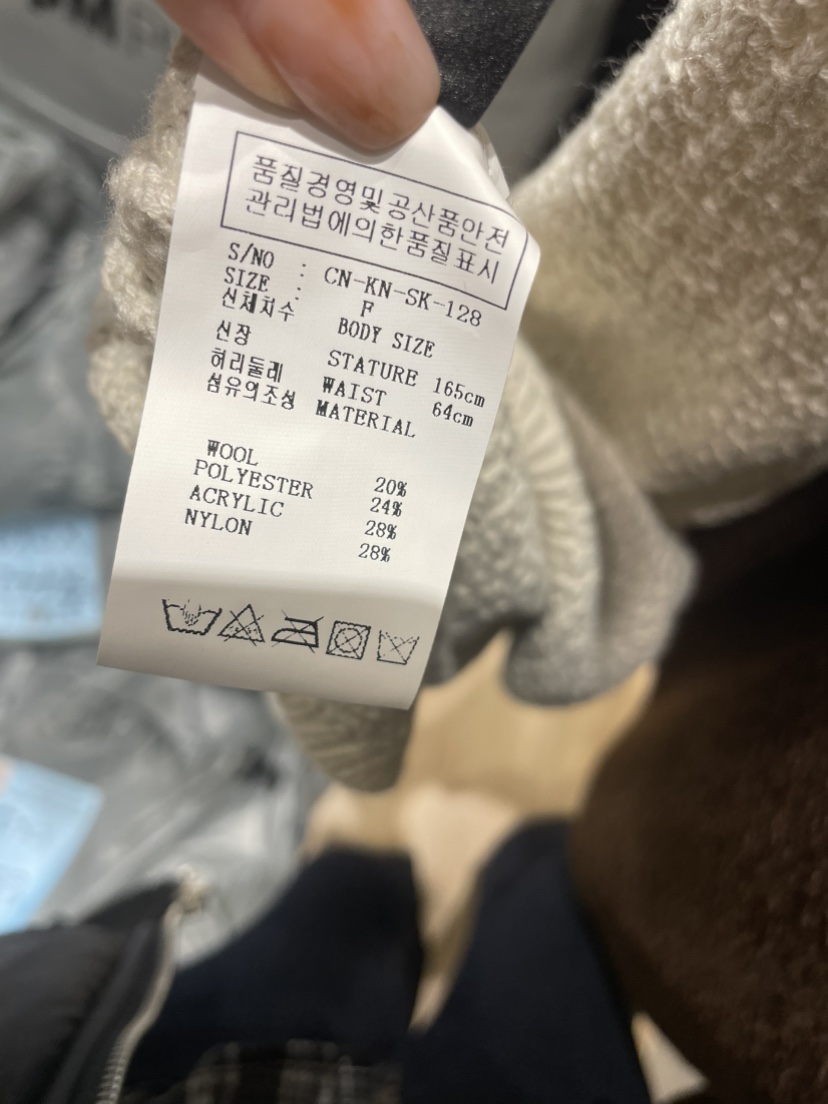 품질경영및공산품안전
관리법에의한품질표시
S/NO : CN-KN-SK-128
SIZE : F
신체치수 BODY SIZE
신장 STATURE 165cm
허리둘레 WAIST 64cm
섬유의조성 MATERIAL
WOOL 20%
POLYESTER 24%
ACRYLIC 28%
NYLON 28%